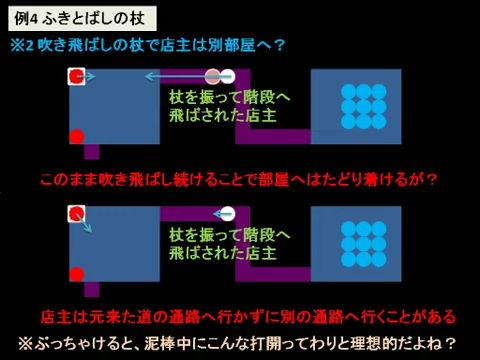 例4 ふきとばしの杖
※2 吹き飛ばしの杖で店主は別部屋へ？
杖を振って階段へ
飛ばされた店主
このまま吹き飛ばし続けることで部屋へはたどり着けるが？
杖を振って階段へ
飛ばされた店主
店主は元来た道の通路へ行かずに別の通路へ行くことがある
※ぶっちゃけると、泥棒中にこんな打開ってわりと理想的だよね？